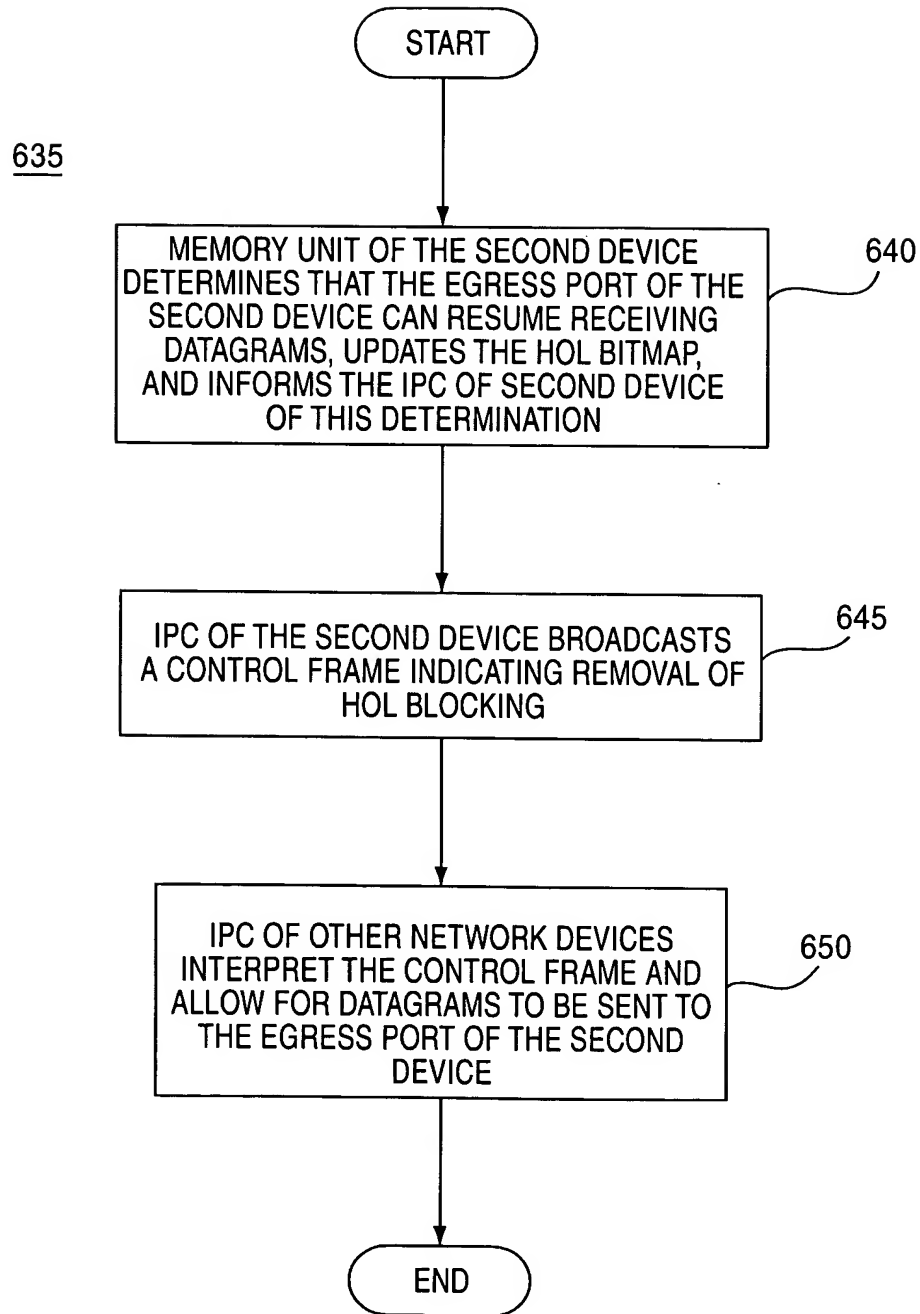 START
635
MEMORY UNIT OF THE SECOND DEVICE
DETERMINES THAT THE EGRESS PORT OF THE
SECOND DEVICE CAN RESUME RECEIVING
DATAGRAMS, UPDATES THE HOL BITMAP,
AND INFORMS THE IPC OF SECOND DEVICE
OF THIS DETERMINATION
640
IPC OF THE SECOND DEVICE BROADCASTS
A CONTROL FRAME INDICATING REMOVAL OF
HOL BLOCKING
645
IPC OF OTHER NETWORK DEVICES
INTERPRET THE CONTROL FRAME AND
ALLOW FOR DATAGRAMS TO BE SENT TO
THE EGRESS PORT OF THE SECOND
DEVICE
650
END